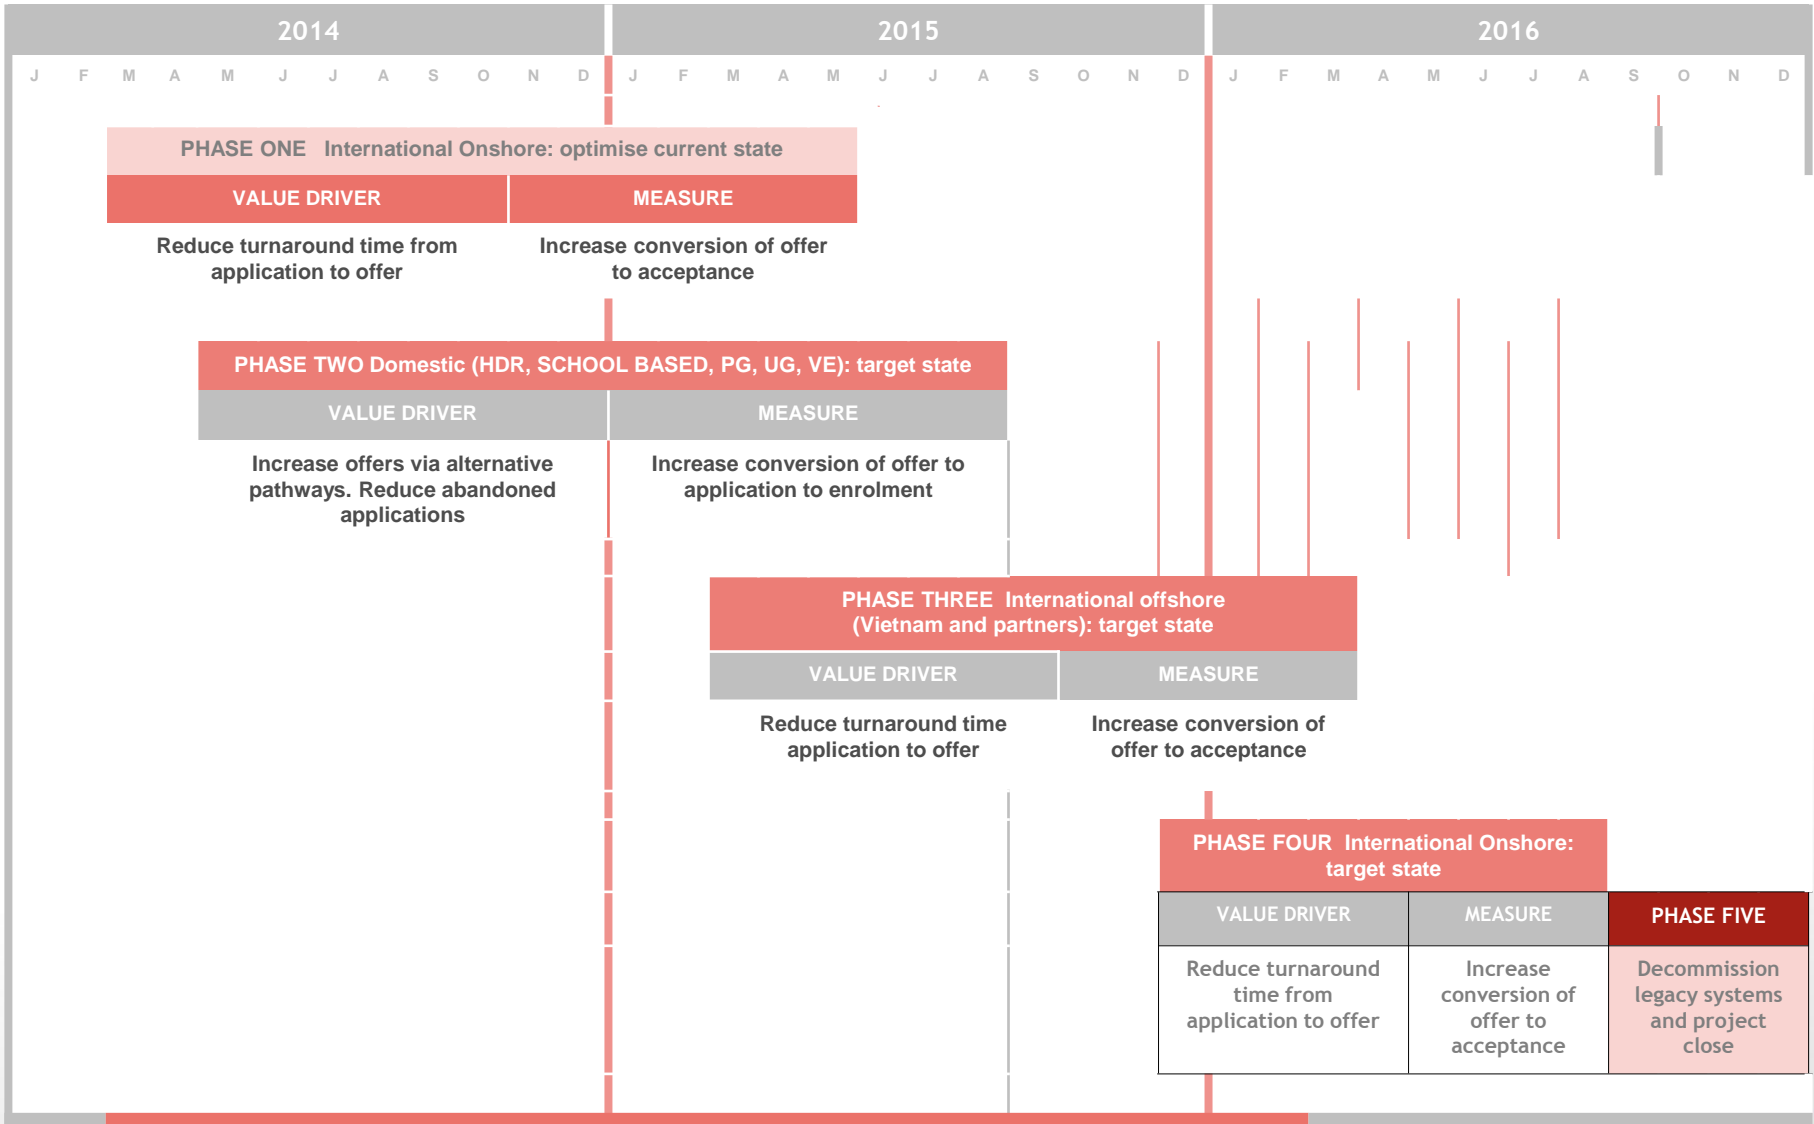 2014 2015 2016
J F M A M J J A S O N D J F M A M J J A S O N D J F M A M J J A S O N D
PHASE ONE International Onshore: optimise current state
VALUE DRIVER MEASURE
Reduce turnaround time from
application to offer
Increase conversion of offer
to acceptance
PHASE TWO Domestic (HDR, SCHOOL BASED, PG, UG, VE): target state
VALUE DRIVER MEASURE
Increase offers via alternative
pathways. Reduce abandoned
applications
Increase conversion of offer to
application to enrolment
PHASE THREE International offshore
(Vietnam and partners): target state
VALUE DRIVER MEASURE
Reduce turnaround time
application to offer
Increase conversion of
offer to acceptance
PHASE FOUR International Onshore:
target state
VALUE DRIVER MEASURE PHASE FIVE
Reduce turnaround
time from
application to offer
Increase
conversion of
offer to
acceptance
Decommission
legacy systems
and project
close